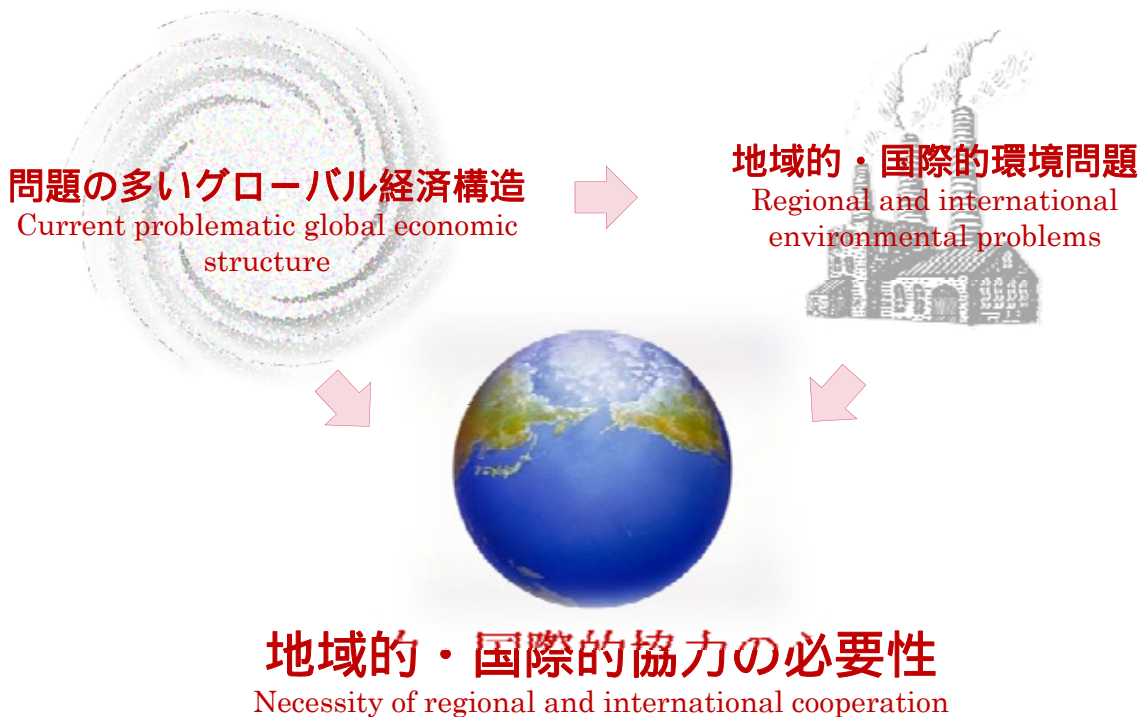 問題の多いグローバル経済構造
Current problematic global economic
structure
地域的・国際的環境問題
Regional and international
environmental problems
地域的・国際的協力の必要性
Necessity of regional and international cooperation